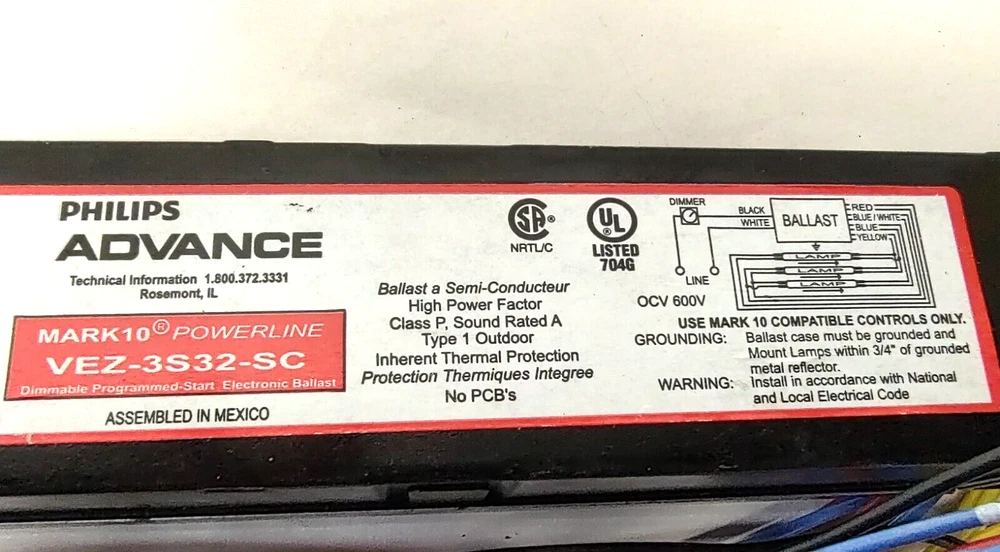 PHILIPS
ADVANCE
Technical Information 1.800.372.3331
Rosemont, IL
MARK10® POWERLINE
VEZ-3S32-SC
Dimmable Programmed-Start Electronic Ballast
ASSEMBLED IN MEXICO
Ballast a Semi-Conducteur
High Power Factor
Class P, Sound Rated A
Type 1 Outdoor
Inherent Thermal Protection
Protection Thermiques Integree
No PCB's
SA®
NRTL/C
UL®
LISTED
704G
DIMMER
BLACK
WHITE
LINE
BALLAST
RED
BLUE/WHITE
BLUE
YELLOW
LAMP
LAMP
LAMP
OCV 600V
USE MARK 10 COMPATIBLE CONTROLS ONLY.
GROUNDING: Ballast case must be grounded and
Mount Lamps within 3/4" of grounded
metal reflector.
WARNING: Install in accordance with National
and Local Electrical Code